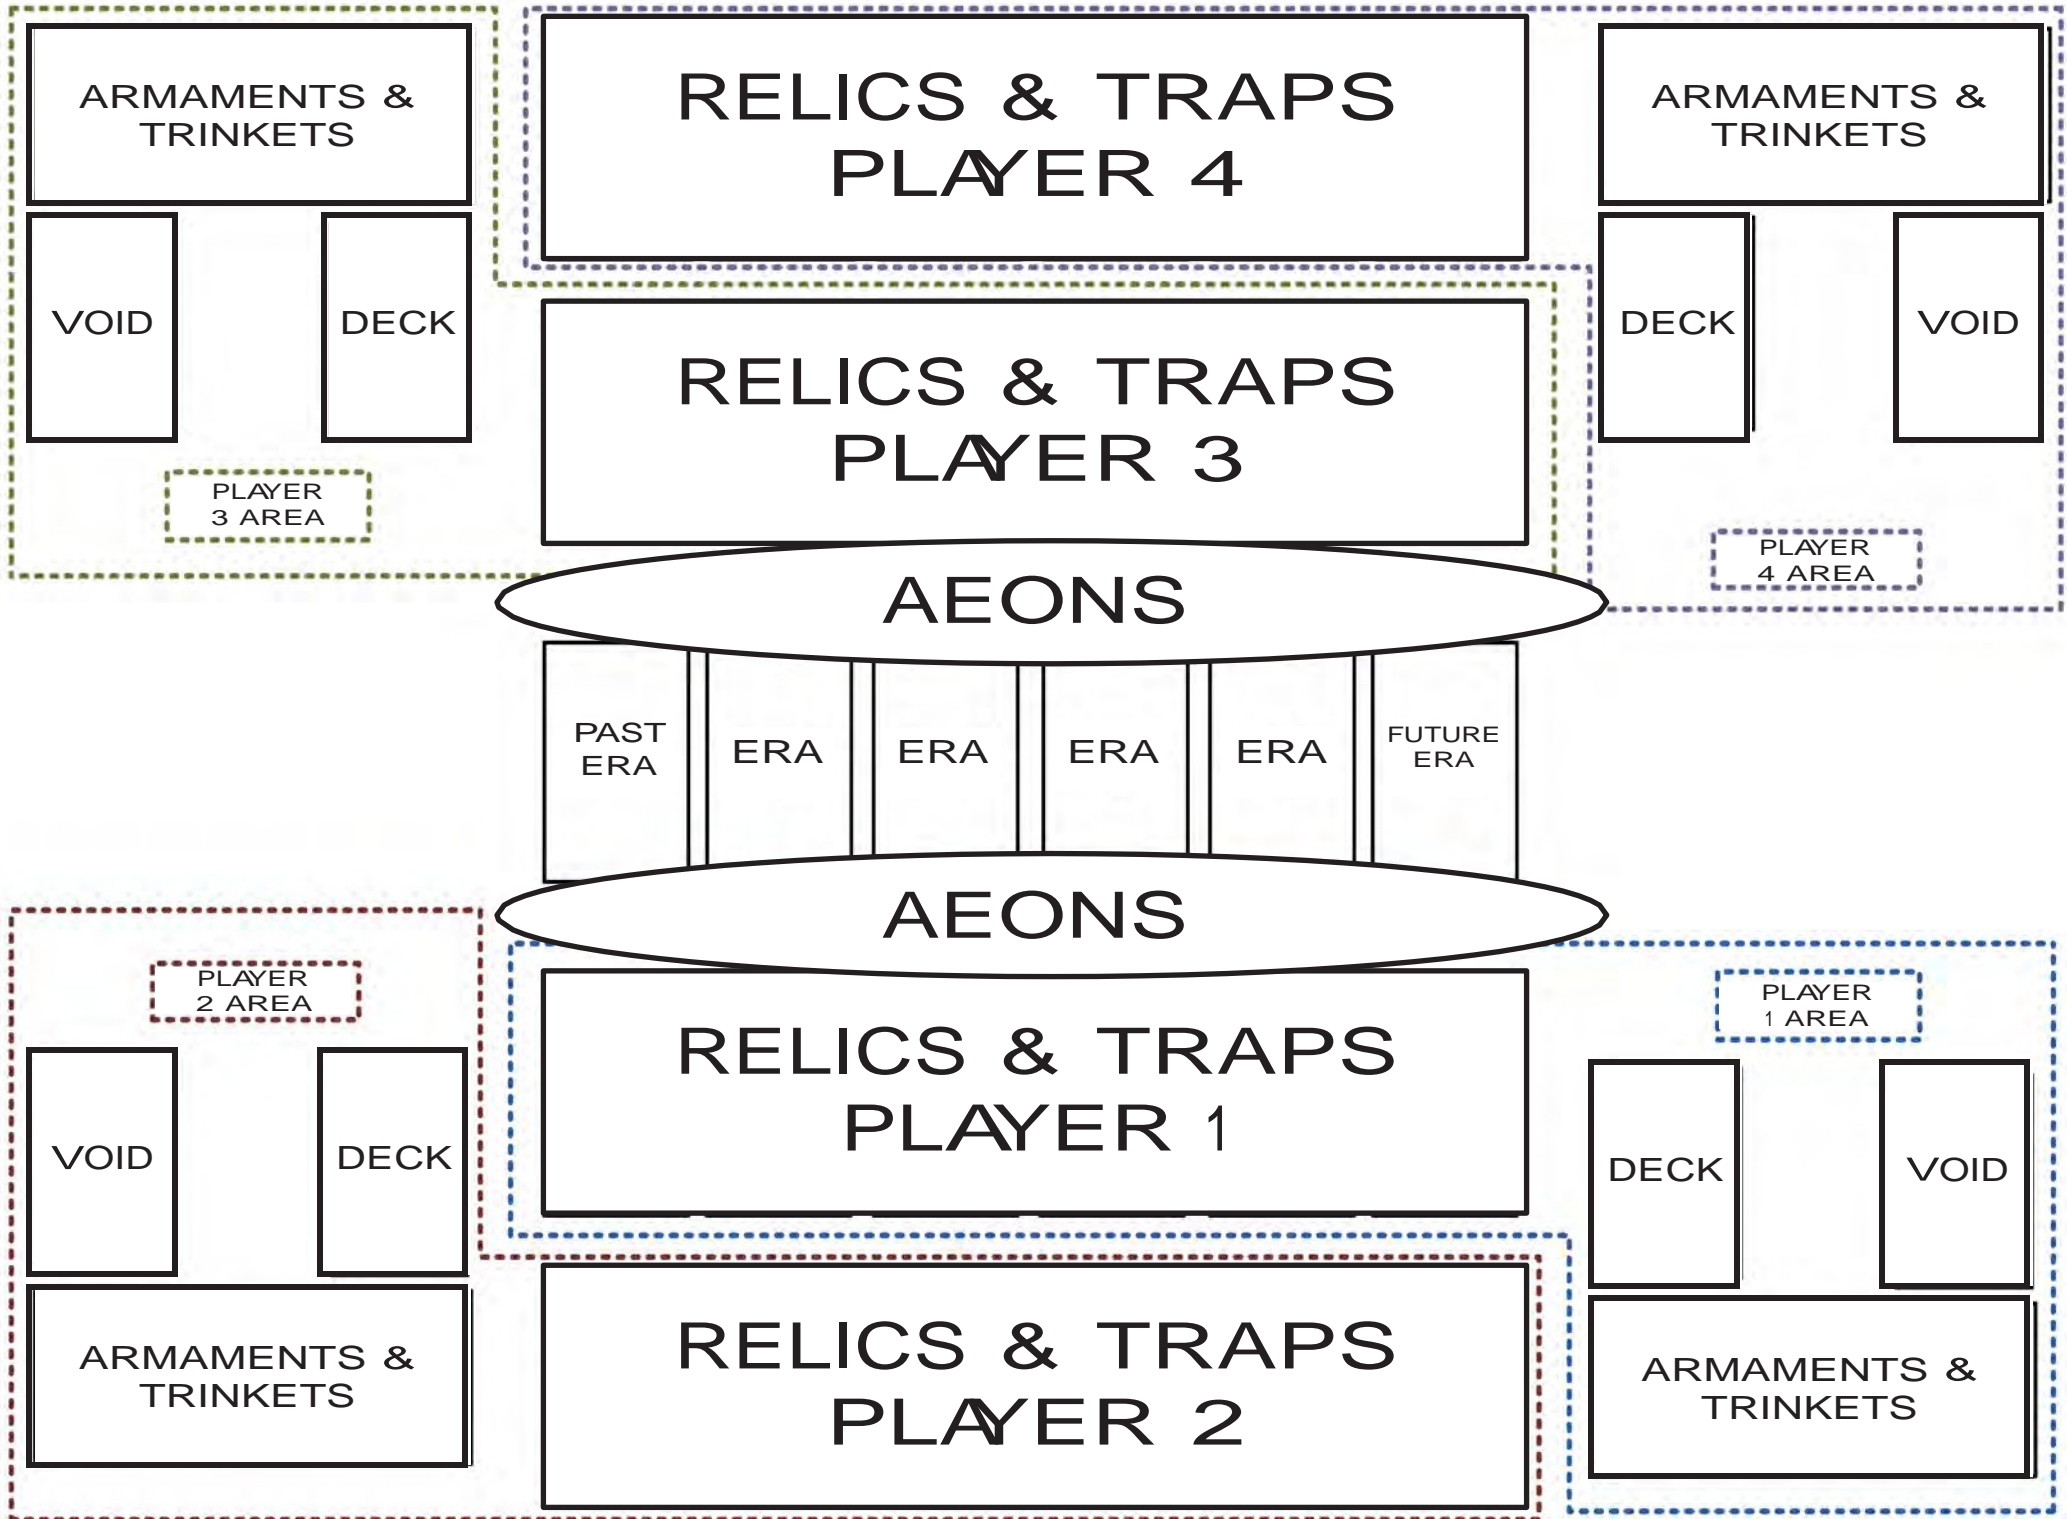 ARMAMENTS &
TRINKETS
RELICS & TRAPS
PLAYER 4
ARMAMENTS &
TRINKETS
VOID
DECK
DECK
VOID
RELICS & TRAPS
PLAYER 3
PLAYER
3 AREA
PLAYER
4 AREA
AEONS
PAST
ERA
ERA
ERA
ERA
ERA
FUTURE
ERA
AEONS
PLAYER
2 AREA
PLAYER
1 AREA
RELICS & TRAPS
PLAYER 1
VOID
DECK
DECK
VOID
ARMAMENTS &
TRINKETS
RELICS & TRAPS
PLAYER 2
ARMAMENTS &
TRINKETS